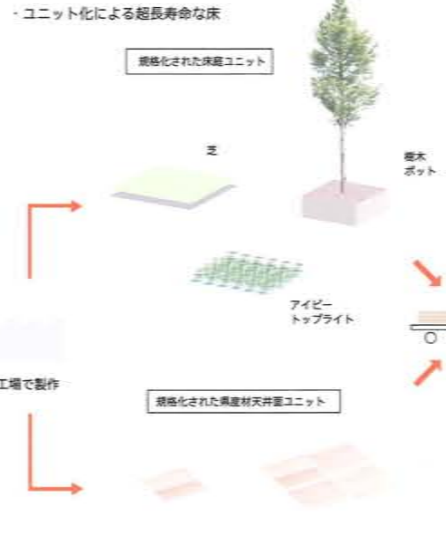 ・ユニット化による超長寿命な床
規格化された床庭ユニット
芝
樹木
ポット
アイビー
トップライト
工場で製作
規格化された県産材天井面ユニット